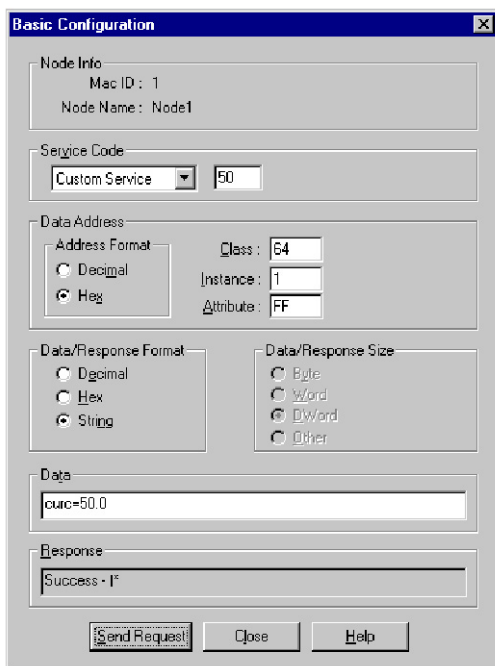 Basic Configuration
Node Info
Mac ID : 1
Node Name : Node1
Service Code
Custom Service 50
Data Address
Address Format
Decimal
Hex
Class : 64
Instance : 1
Attribute : FF
Data/Response Format
Decimal
Hex
String
Data/Response Size
Byte
Word
DWord
Other
Data
curc=50.0
Response
Success - |*
Send Request Close Help